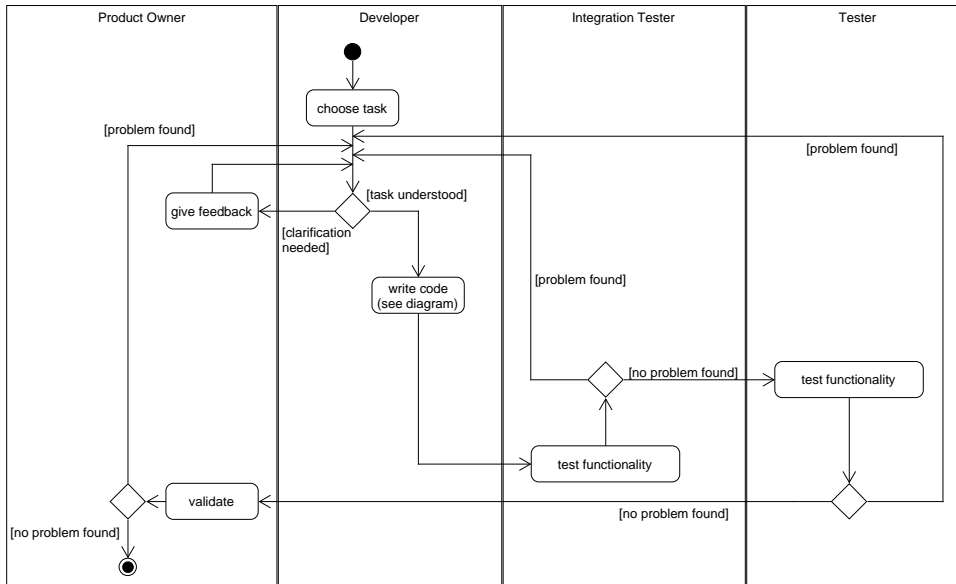 Product Owner
Developer
Integration Tester
Tester
choose task
[problem found]
[problem found]
[task understood]
give feedback
[clarification
needed]
write code
(see diagram)
[problem found]
[no problem found]
test functionality
test functionality
validate
[no problem found]
[no problem found]